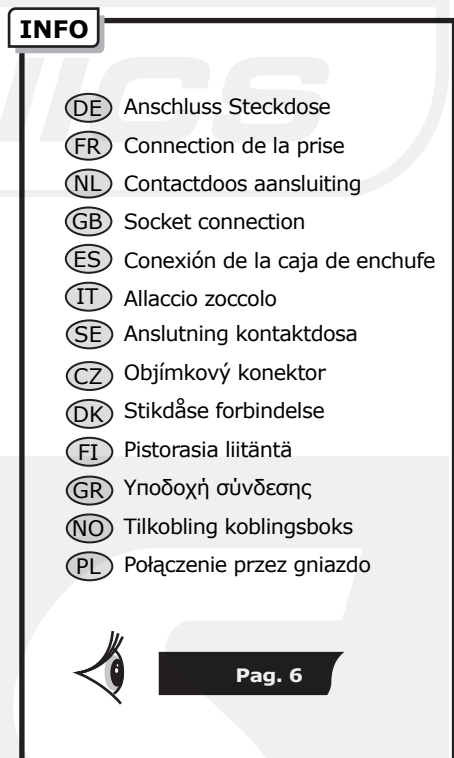 INFO
DE Anschluss Steckdose
FR Connection de la prise
NL Contactdoos aansluiting
GB Socket connection
ES Conexión de la caja de enchufe
IT Allaccio zoccolo
SE Anslutning kontaktdosa
CZ Objímkový konektor
DK Stikdåse forbindelse
FI Pistorasia liitäntä
GR Υποδοχή σύνδεσης
NO Tilkobling koblingsboks
PL Połączenie przez gniazdo
Pag. 6